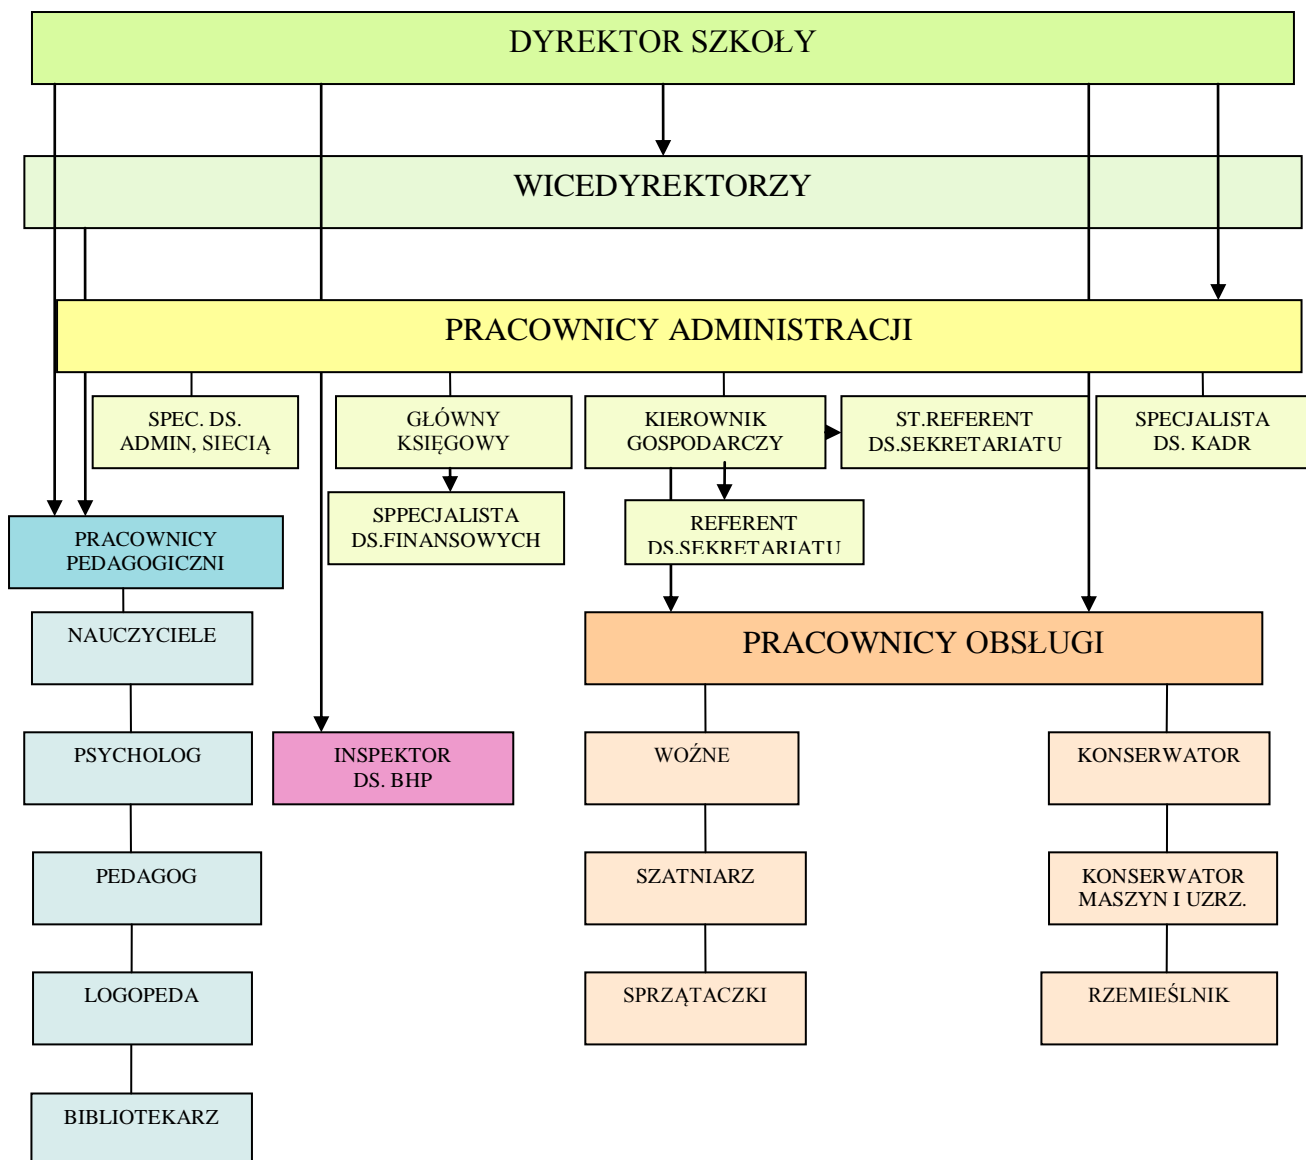 DYREKTOR SZKOŁY
WICEDYREKTORZY
PRACOWNICY ADMINISTRACJI
SPEC. DS.
ADMIN, SIECIĄ
GŁÓWNY
KSIĘGOWY
KIEROWNIK
GOSPODARCZY
ST.REFERENT
DS.SEKRETARIATU
SPECJALISTA
DS. KADR
SPPECJALISTA
DS.FINANSOWYCH
REFERENT
DS.SEKRETARIATU
PRACOWNICY
PEDAGOGICZNI
NAUCZYCIELE
PRACOWNICY OBSŁUGI
PSYCHOLOG
INSPEKTOR
DS. BHP
WOŹNE
KONSERWATOR
PEDAGOG
SZATNIARZ
KONSERWATOR
MASZYN I UZRZ.
LOGOPEDA
SPRZĄTACZKI
RZEMIEŚLNIK
BIBLIOTEKARZ